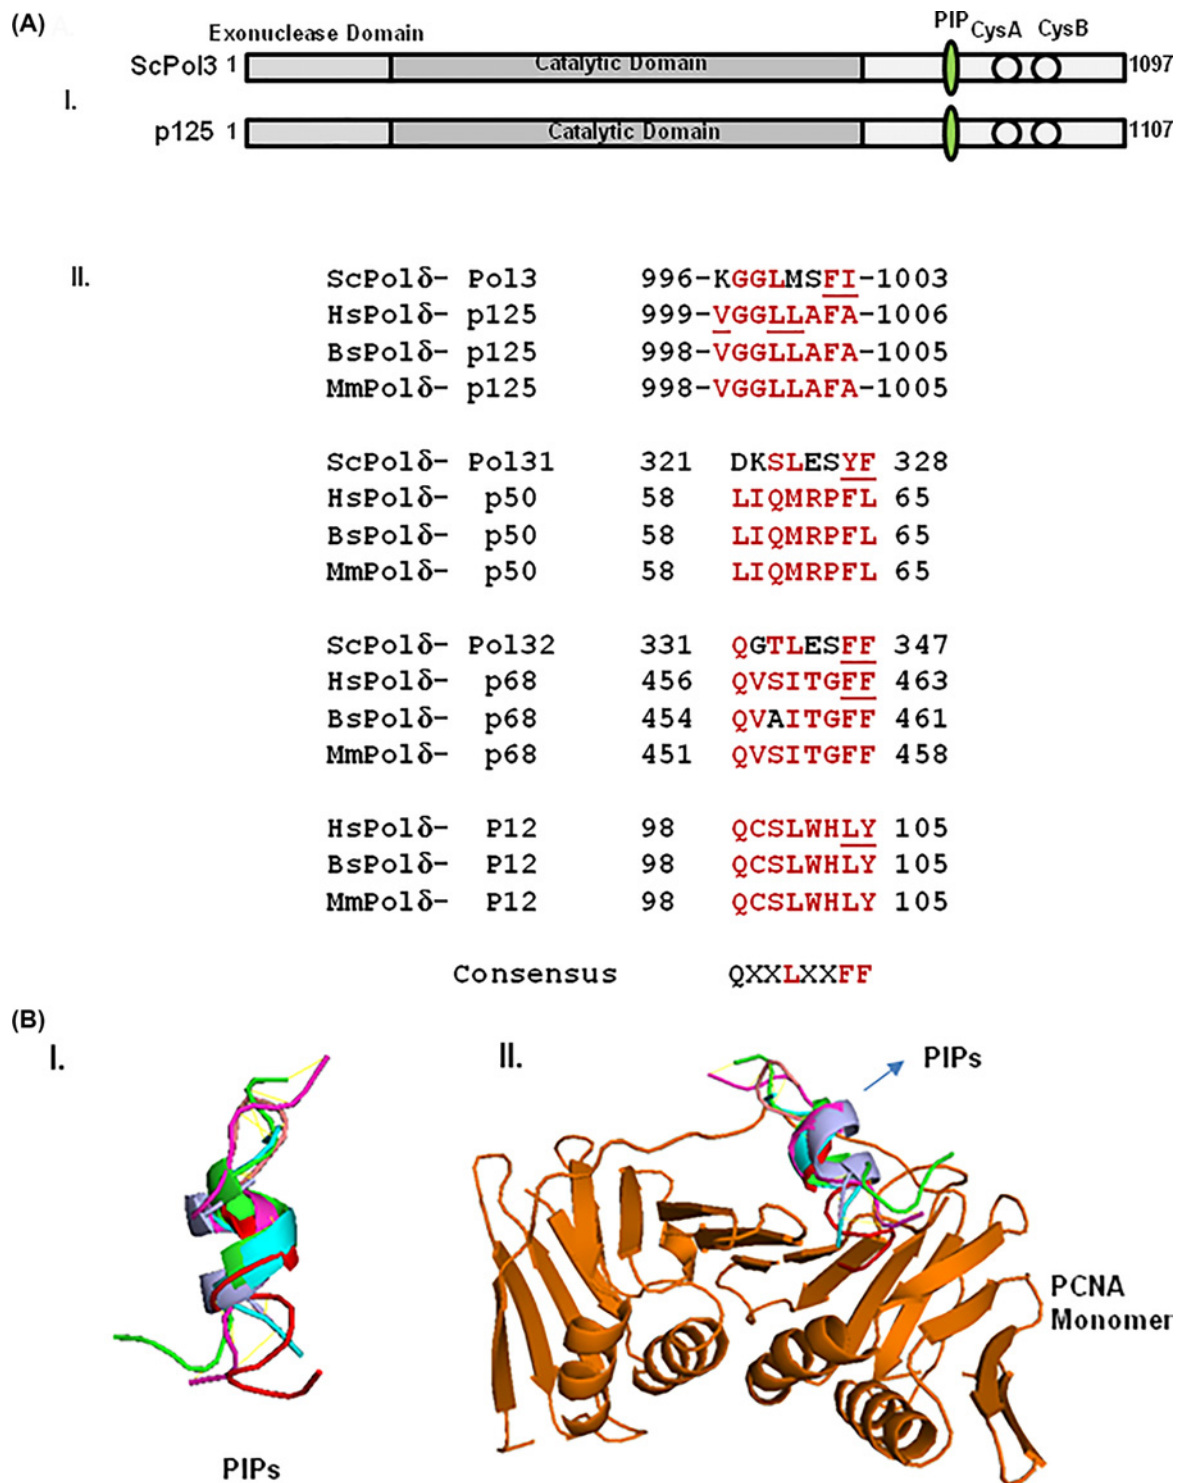 (A) A.
PIP CysA CysB
Exonuclease Domain
ScPol3 1 Catalytic Domain 1097
I.
p125 1 Catalytic Domain 1107
II.
ScPolδ- Pol3 996-KGGLMSFI-1003
HsPolδ- p125 999-VGGLLAFA-1006
BsPolδ- p125 998-VGGLLAFA-1005
MmPolδ- p125 998-VGGLLAFA-1005
ScPolδ- Pol31 321 DKSLESYF 328
HsPolδ- p50 58 LIQMRPFL 65
BsPolδ- p50 58 LIQMRPFL 65
MmPolδ- p50 58 LIQMRPFL 65
ScPolδ- Pol32 331 QGTLESFF 347
HsPolδ- p68 456 QVSITGFF 463
BsPolδ- p68 454 QVAITGFF 461
MmPolδ- p68 451 QVSITGFF 458
HsPolδ- P12 98 QCSLWHLY 105
BsPolδ- P12 98 QCSLWHLY 105
MmPolδ- P12 98 QCSLWHLY 105
Consensus QXXLXXFF
(B)
I.
II.
PIPs
PCNA
Monomer
PIPs